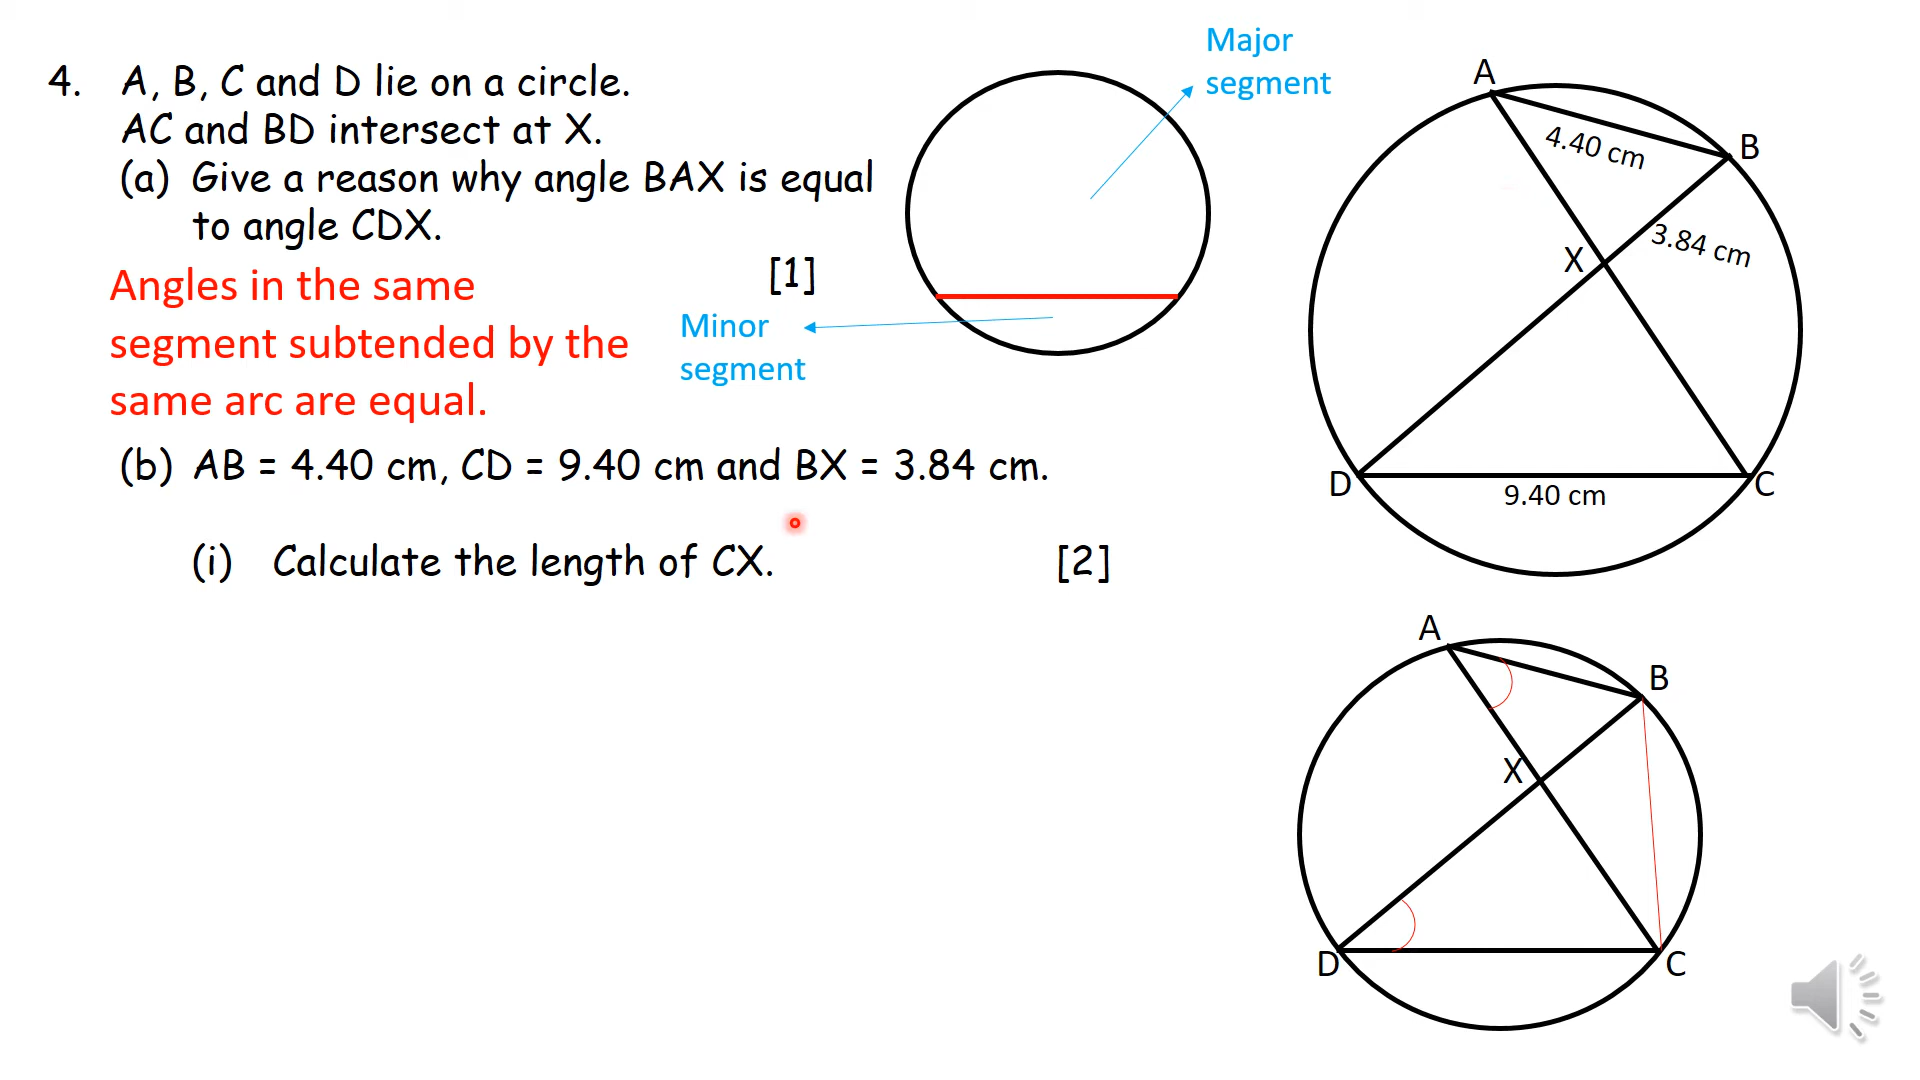 4. A, B, C and D lie on a circle.
AC and BD intersect at X.
(a) Give a reason why angle BAX is equal
to angle CDX.
[1]
Angles in the same
segment subtended by the
same arc are equal.
Major
segment
Minor
segment
(b) AB = 4.40 cm, CD = 9.40 cm and BX = 3.84 cm.
(i) Calculate the length of CX. [2]
A
B
4.40 cm
3.84 cm
X
D
C
9.40 cm
A
B
X
D
C